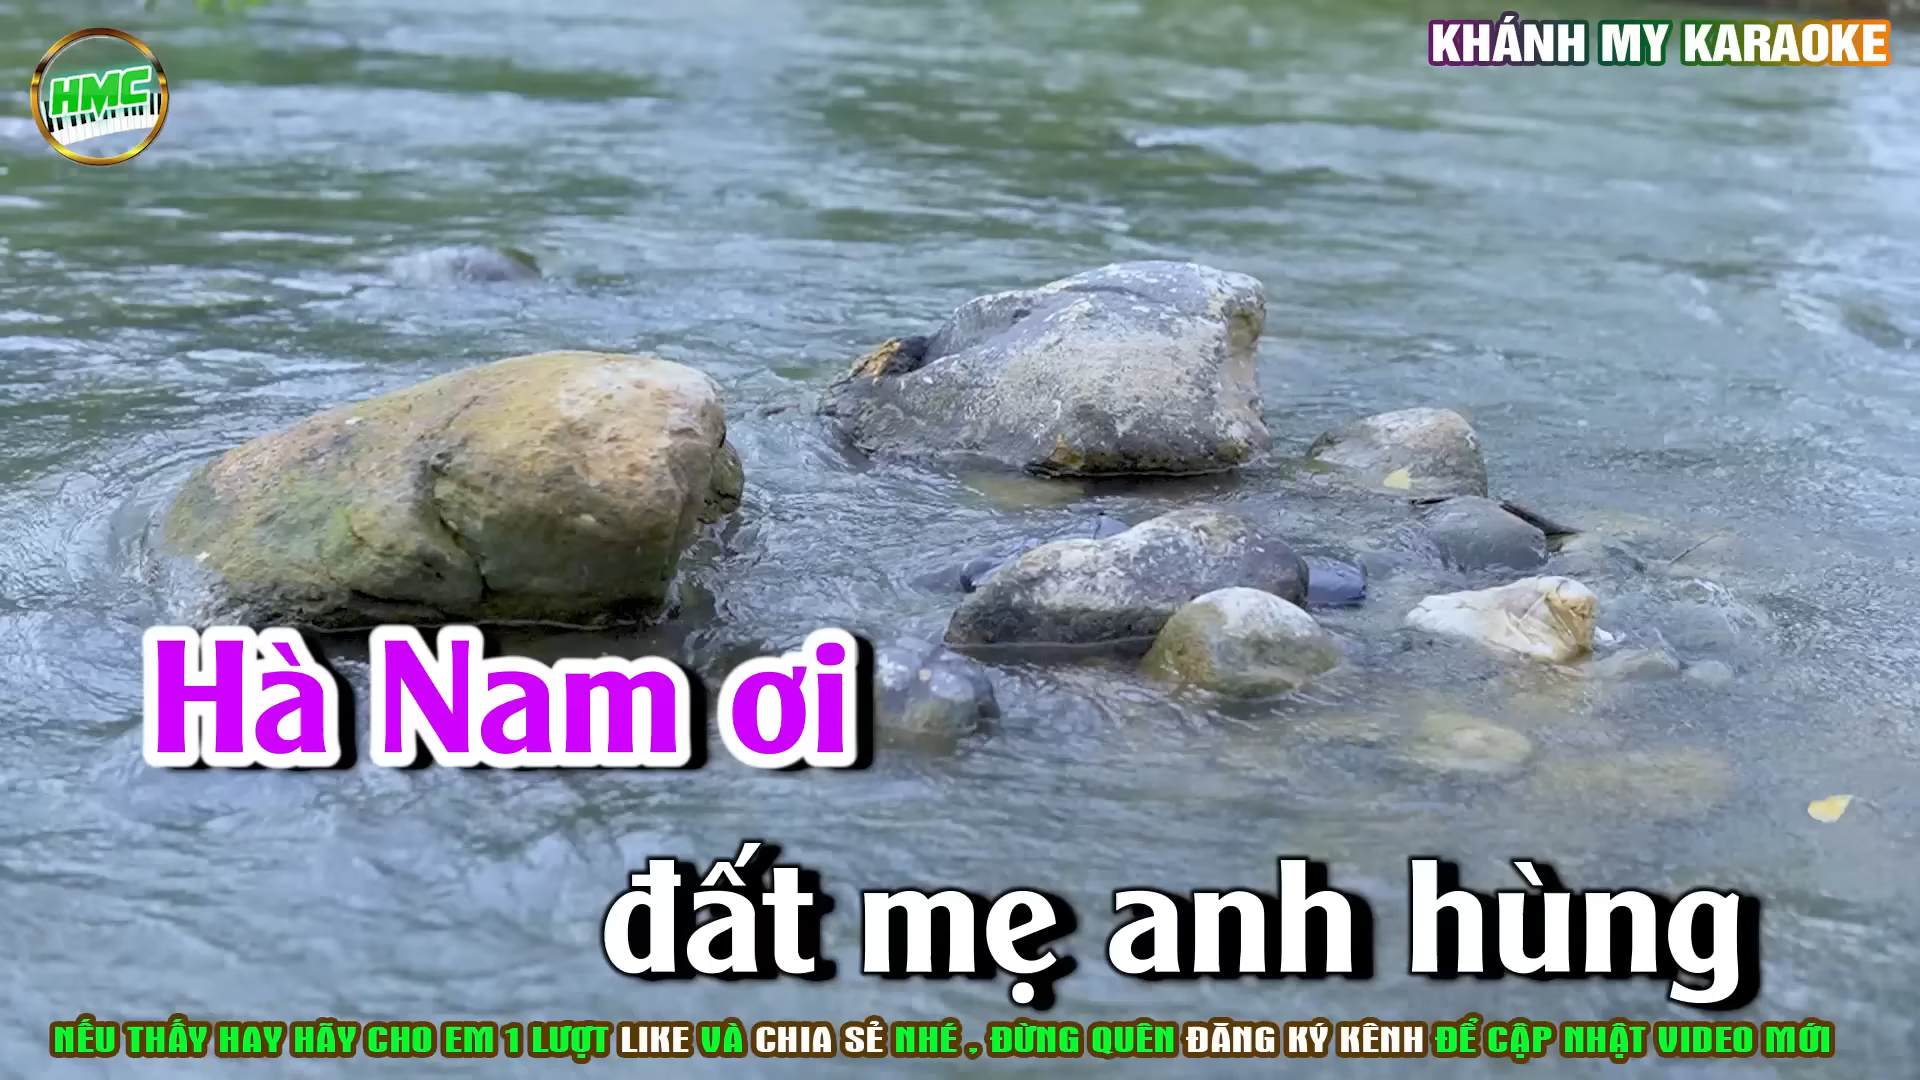 KHÁNH MY KARAOKE
HMC
Hà Nam ơi
đất mẹ anh hùng
NẾU THẤY HAY HÃY CHO EM 1 LƯỢT LIKE VÀ CHIA SẺ NHÉ , ĐỪNG QUÊN ĐĂNG KÝ KÊNH ĐỂ CẬP NHẬT VIDEO MỚI